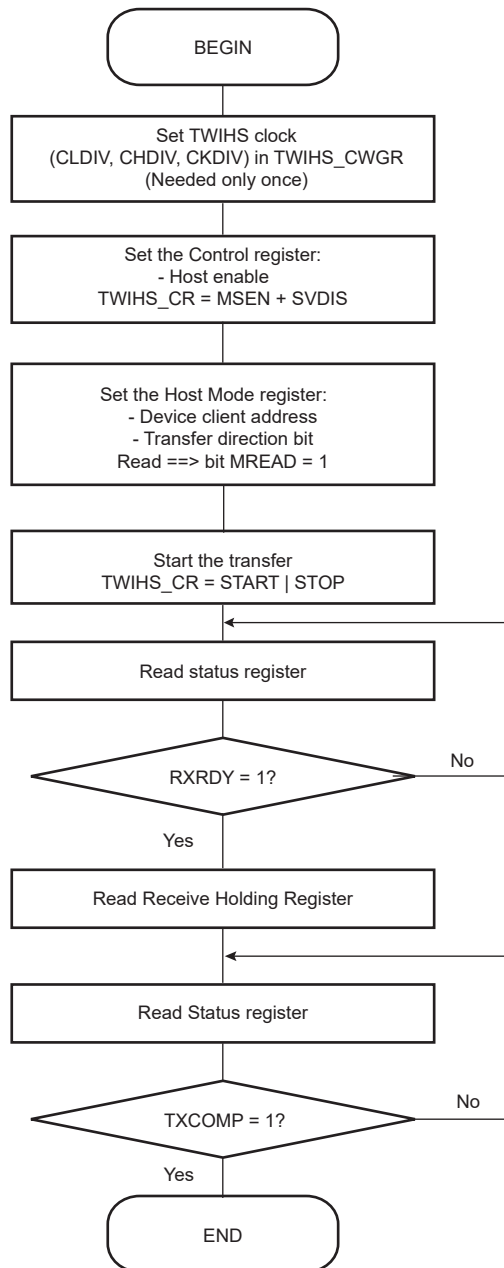 BEGIN
Set TWIHS clock
(CLDIV, CHDIV, CKDIV) in TWIHS_CWGR
(Needed only once)
Set the Control register:
- Host enable
TWIHS_CR = MSEN + SVDIS
Set the Host Mode register:
- Device client address
- Transfer direction bit
Read ==> bit MREAD = 1
Start the transfer
TWIHS_CR = START | STOP
Read status register
RXRDY = 1?
No
Yes
Read Receive Holding Register
Read Status register
TXCOMP = 1?
No
Yes
END